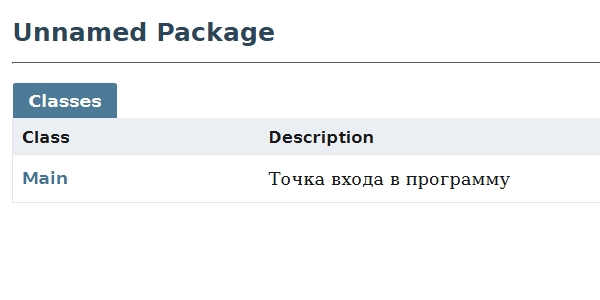 Unnamed Package
Classes
Class Description
Main Точка входа в программу